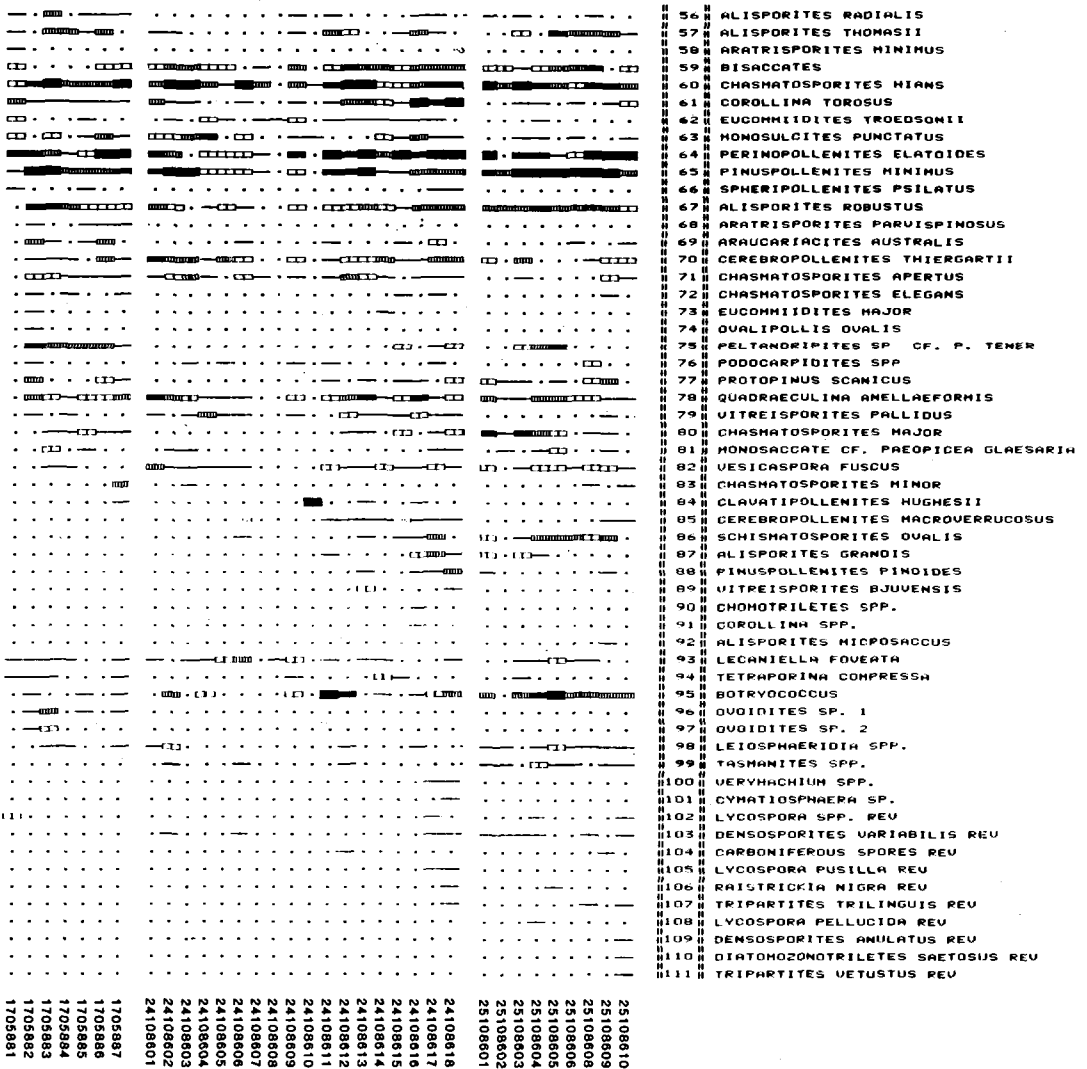 56 ALISPORITES RADIALIS
57 ALISPORITES THOMASII
58 ARATRISPORITES MINIMUS
59 BISACCATES
60 CHASMATOSPORITES HIANS
61 COROLLINA TOROSUS
62 EUCOMMIIDITES TROEDSONII
63 MONOSULCITES PUNCTATUS
64 PERINOPOLLENITES ELATOIDES
65 PINUSPOLLENITES MINIMUS
66 SPHERIPOLLENITES PSILATUS
67 ALISPORITES ROBUSTUS
68 ARATRISPORITES PARVISPINOSUS
69 ARAUCARIACITES AUSTRALIS
70 CEREBROPOLLENITES THIERGARTII
71 CHASMATOSPORITES APERTUS
72 CHASMATOSPORITES ELEGANS
73 EUCOMMIIDITES MAJOR
74 OVALIPOLLIS OVALIS
75 PELTANDRIPITES SP CF. P. TENER
76 PODOCARPIDITES SPP
77 PROTOPINUS SCANICUS
78 QUADRAECULINA ANELLAEFORMIS
79 VITREISPORITES PALLIDUS
80 CHASMATOSPORITES MAJOR
81 MONOSACCATE CF. PAEOPICEA GLAESARIA
82 VESICASPORA FUSCUS
83 CHASMATOSPORITES MINOR
84 CLAVATIPOLLENITES HUGHESII
85 CEREBROPOLLENITES MACROVERRUCOSUS
86 SCHISMATOSPORITES OVALIS
87 ALISPORITES GRANDIS
88 PINUSPOLLENITES PINOIDES
89 VITREISPORITES BJUVENSIS
90 CHOMOTRILETES SPP.
91 COROLLINA SPP.
92 ALISPORITES MICROSACCUS
93 LECANIELLA FOVEATA
94 TETRAPORINA COMPRESSA
95 BOTRYOCOCCUS
96 OVOIDITES SP. 1
97 OVOIDITES SP. 2
98 LEIOSPHAERIDIA SPP.
99 TASMANITES SPP.
100 VERYHACHIUM SPP.
101 CYMATIOSPHAERA SP.
102 LYCOSPORA SPP. REV
103 DENSOSPORITES VARIABILIS REV
104 CARBONIFEROUS SPORES REV
105 LYCOSPORA PUSILLA REV
106 RAISTRICKIA NIGRA REV
107 TRIPARTITES TRILINGUIS REV
108 LYCOSPORA PELLUCIDA REV
109 DENSOSPORITES ANULATUS REV
110 DIATOMOZONOTRILETES SAETOSUS REV
111 TRIPARTITES VETUSTUS REV
1705881
1705882
1705883
1705884
1705885
1705886
1705887
24108601
24108602
24108603
24108604
24108605
24108606
24108607
24108608
24108609
24108610
24108611
24108612
24108613
24108614
24108615
24108616
24108617
24108618
25108601
25108602
25108603
25108604
25108605
25108606
25108608
25108609
25108610